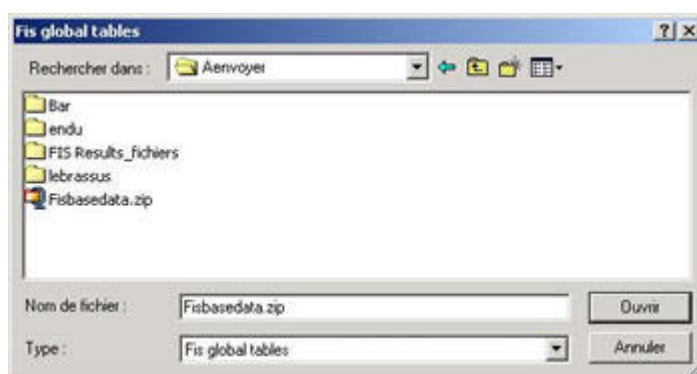 Fis global tables
Rechercher dans : Aenvoyer
Bar
endu
FIS Results_fichiers
lebrassus
Fisbasedata.zip
Nom de fichier : Fisbasedata.zip Ouvrir
Type : Fis global tables Annuler